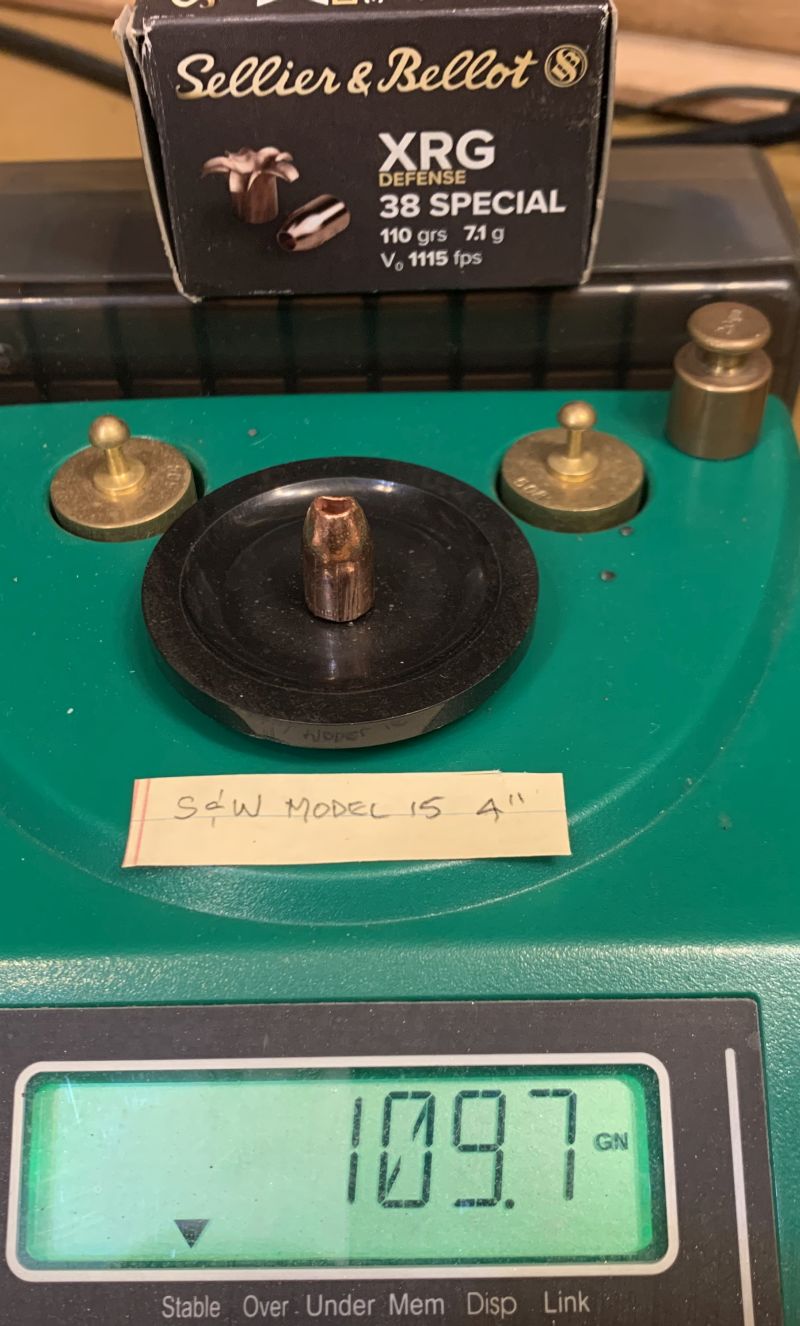 Sellier & Bellot
XRG
DEFENSE
38 SPECIAL
110 grs 7.1 g
V₀ 1115 fps
S&W MODEL 15 4"
109.7 GN
Stable Over Under Mem Disp Link